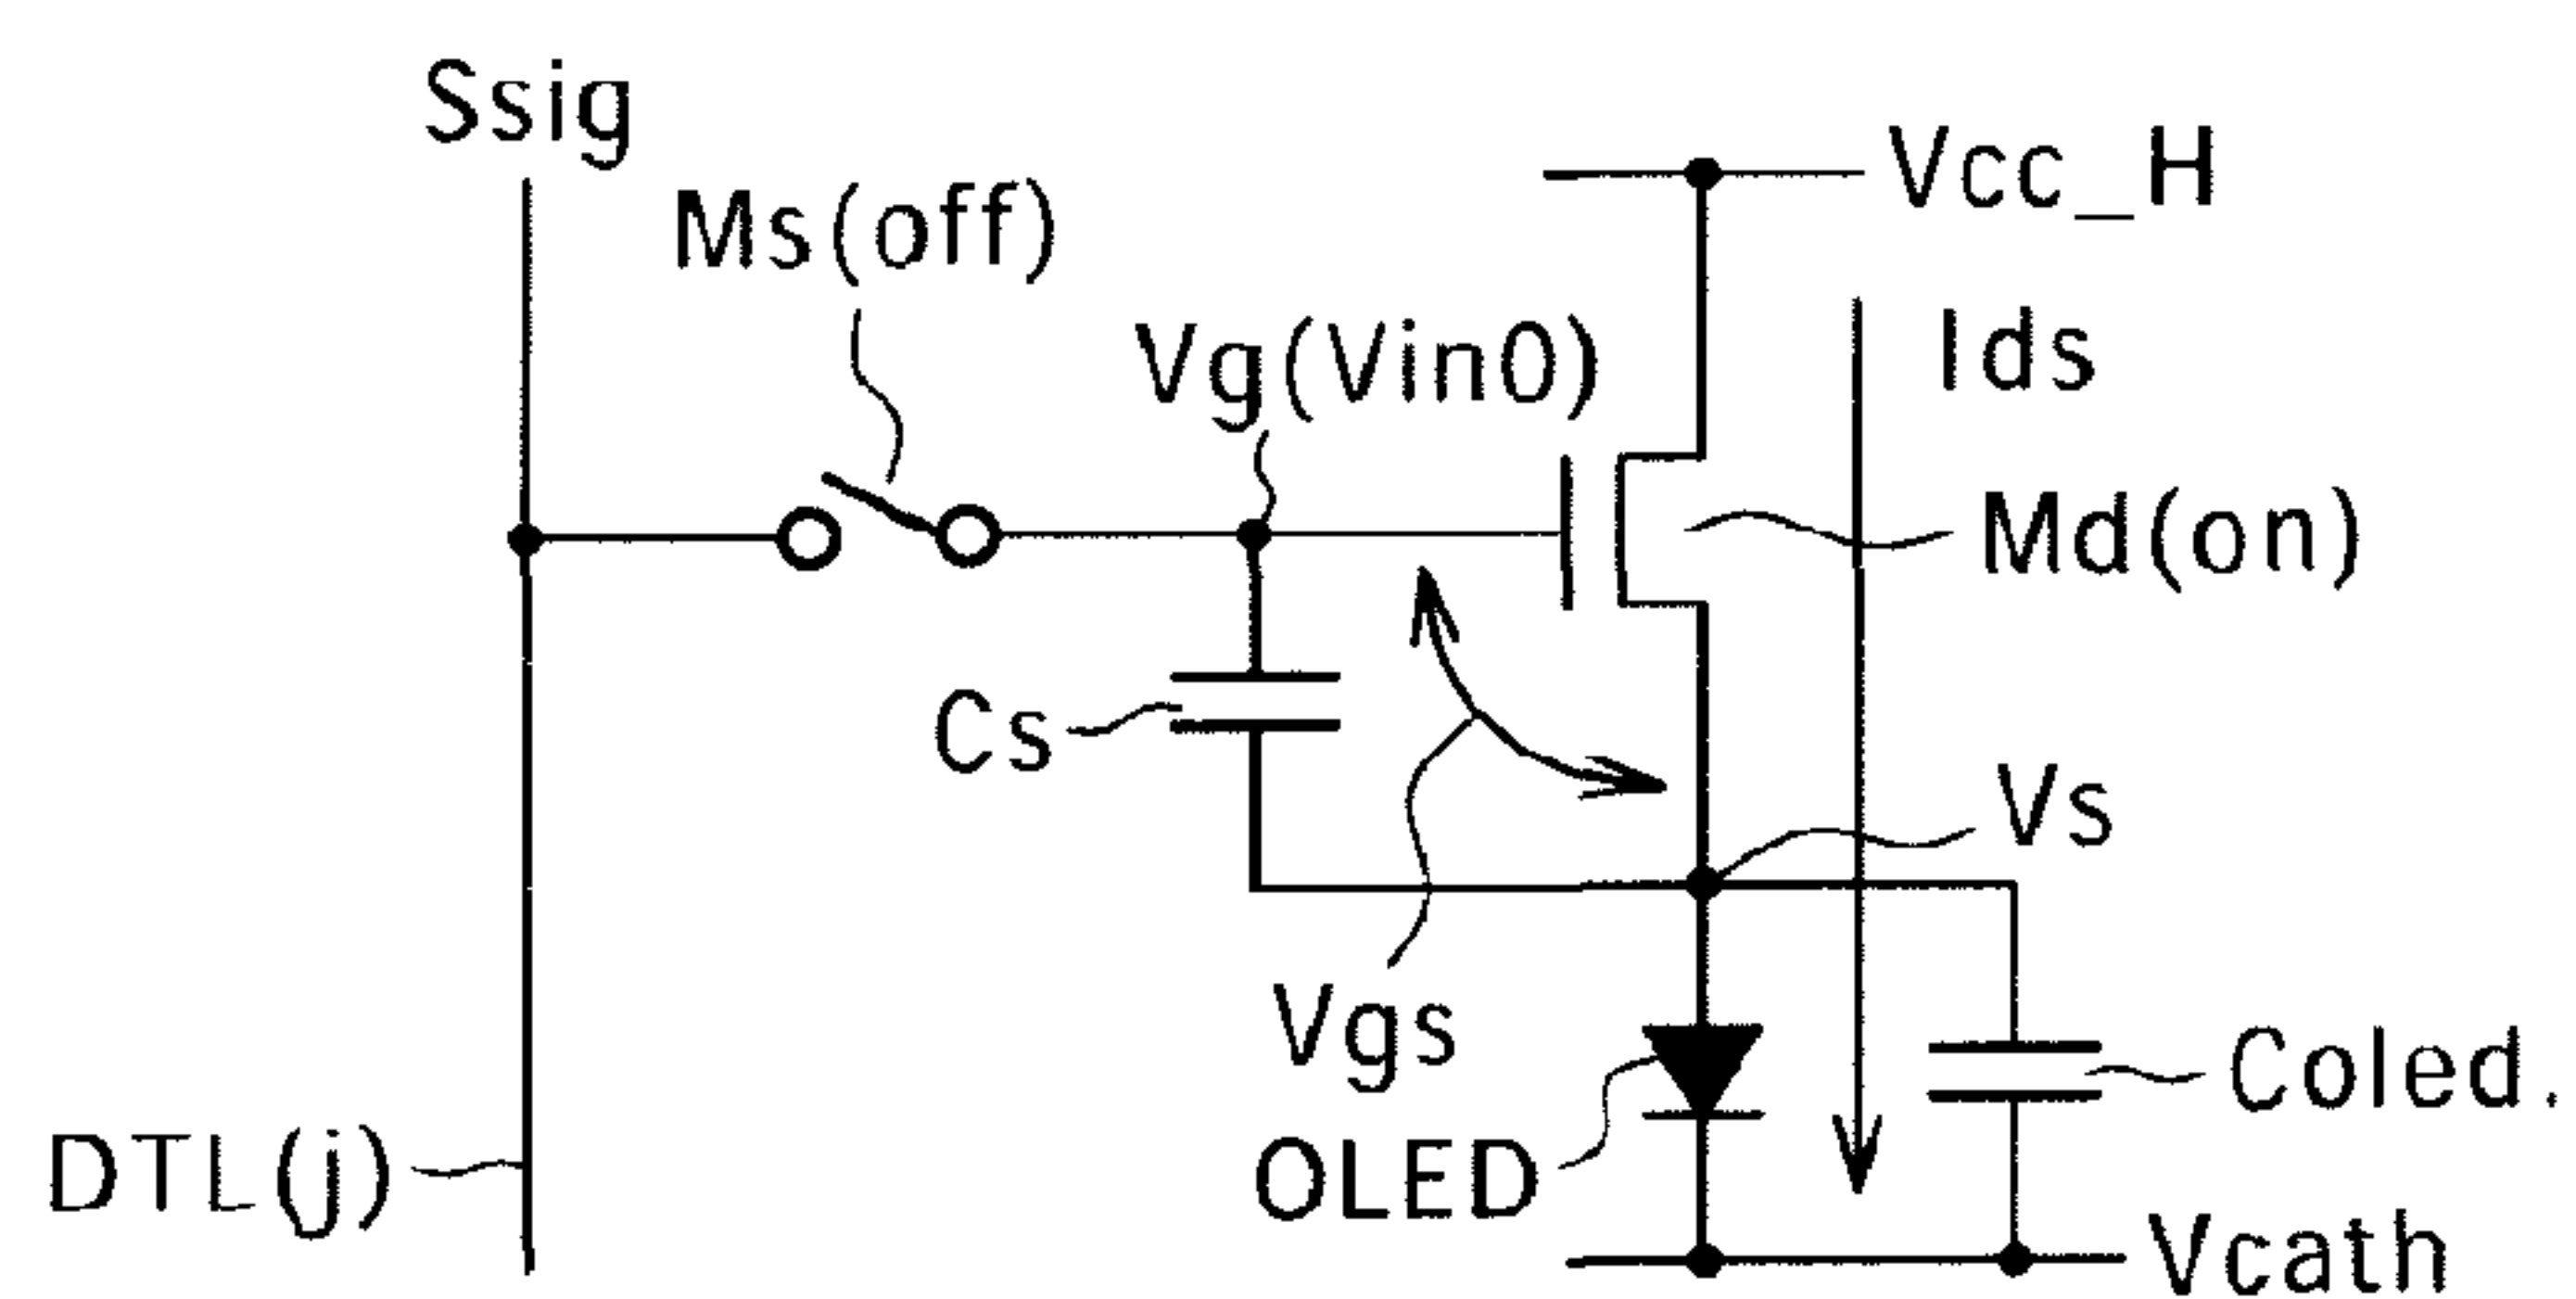 Ssig
Vcc_H
Ms(off)
Vg(Vin0)
Ids
Md(on)
Cs
Vs
Vgs
Coled.
OLED
DTL(j)
Vcath